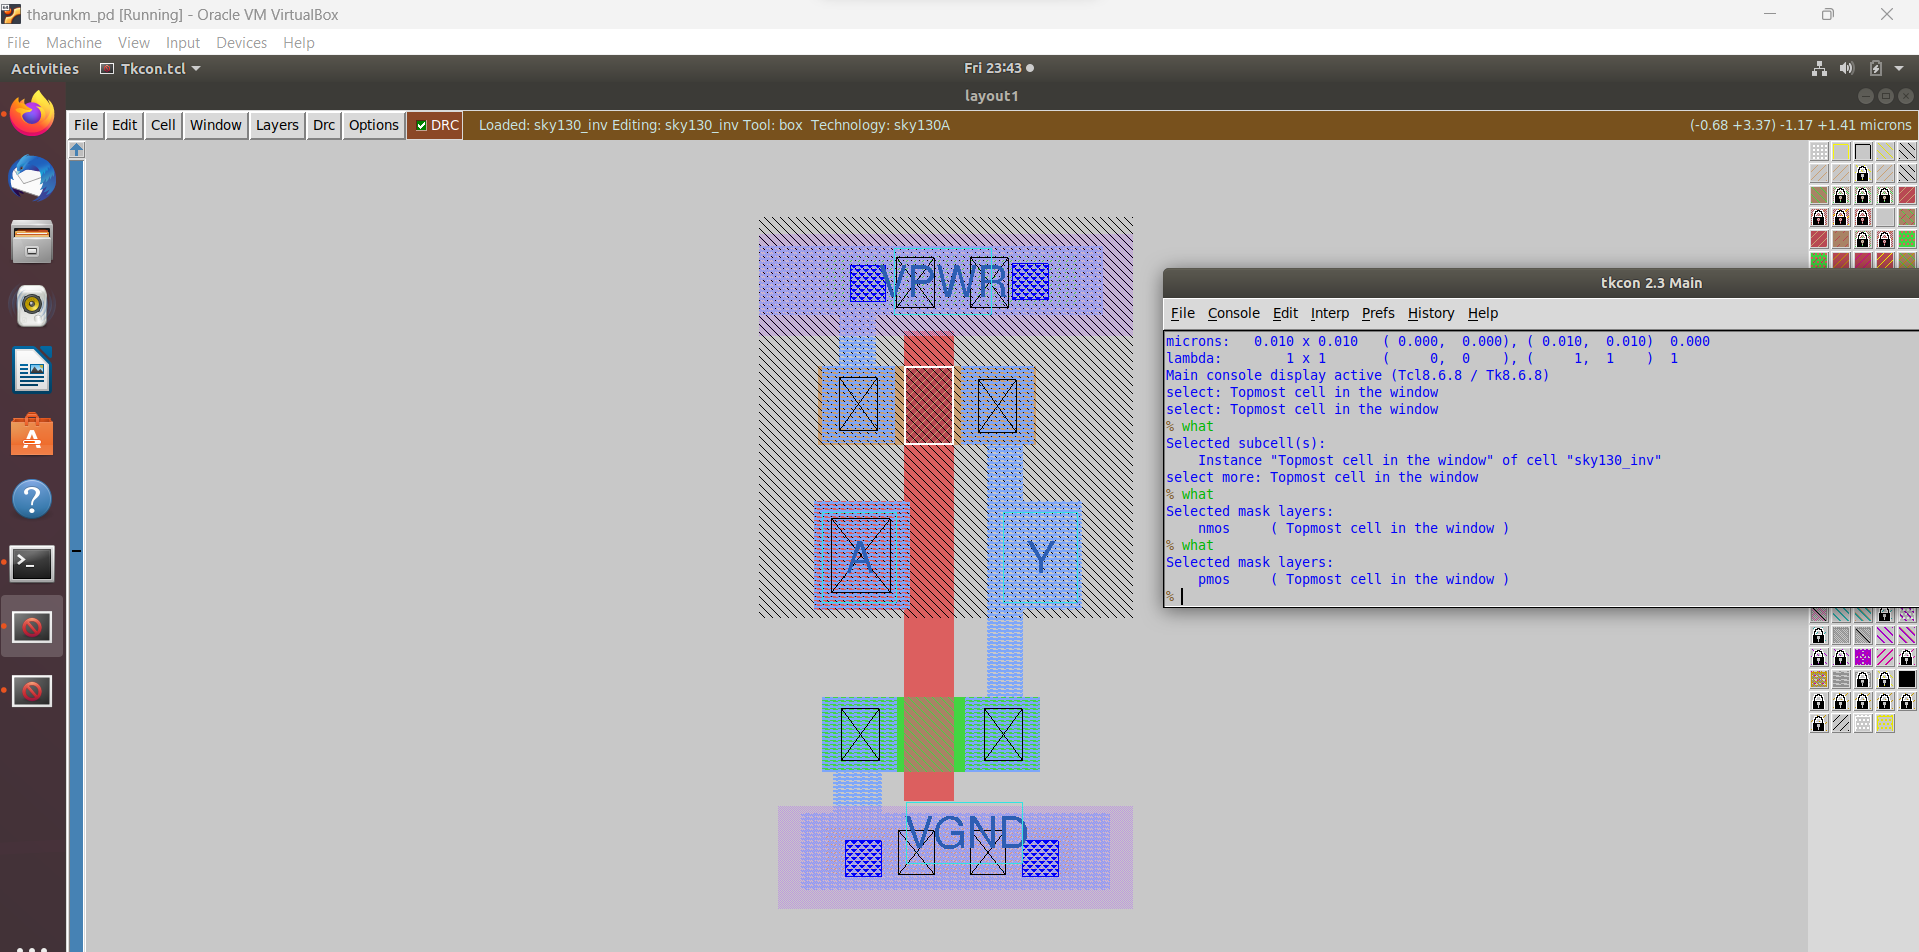 tharunkm_pd [Running] - Oracle VM VirtualBox
File Machine View Input Devices Help
Activities Tkcon.tcl Fri 23:43
layout1
File Edit Cell Window Layers Drc Options DRC Loaded: sky130_inv Editing: sky130_inv Tool: box Technology: sky130A (-0.68 +3.37) -1.17 +1.41 microns
VPWR
A
Y
VGND
tkcon 2.3 Main
File Console Edit Interp Prefs History Help
microns: 0.010 x 0.010 ( 0.000, 0.000), ( 0.010, 0.010) 0.000
lambda: 1 x 1 ( 0, 0 ), ( 1, 1 ) 1
Main console display active (Tcl8.6.8 / Tk8.6.8)
select: Topmost cell in the window
select: Topmost cell in the window
% what
Selected subcell(s):
Instance "Topmost cell in the window" of cell "sky130_inv"
select more: Topmost cell in the window
% what
Selected mask layers:
nmos ( Topmost cell in the window )
% what
Selected mask layers:
pmos ( Topmost cell in the window )
%